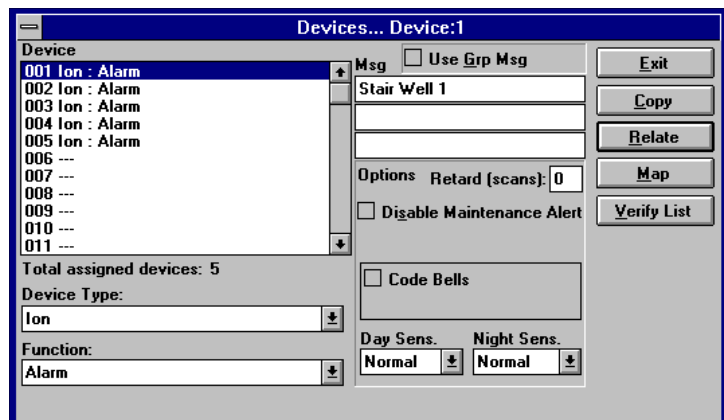 Devices... Device:1
Device
001 Ion : Alarm
002 Ion : Alarm
003 Ion : Alarm
004 Ion : Alarm
005 Ion : Alarm
006 ---
007 ---
008 ---
009 ---
010 ---
011 ---
Total assigned devices: 5
Device Type:
Ion
Function:
Alarm
Msg Use Grp Msg
Stair Well 1
Options Retard (scans): 0
Disable Maintenance Alert
Code Bells
Day Sens. Night Sens.
Normal Normal
Exit
Copy
Relate
Map
Verify List